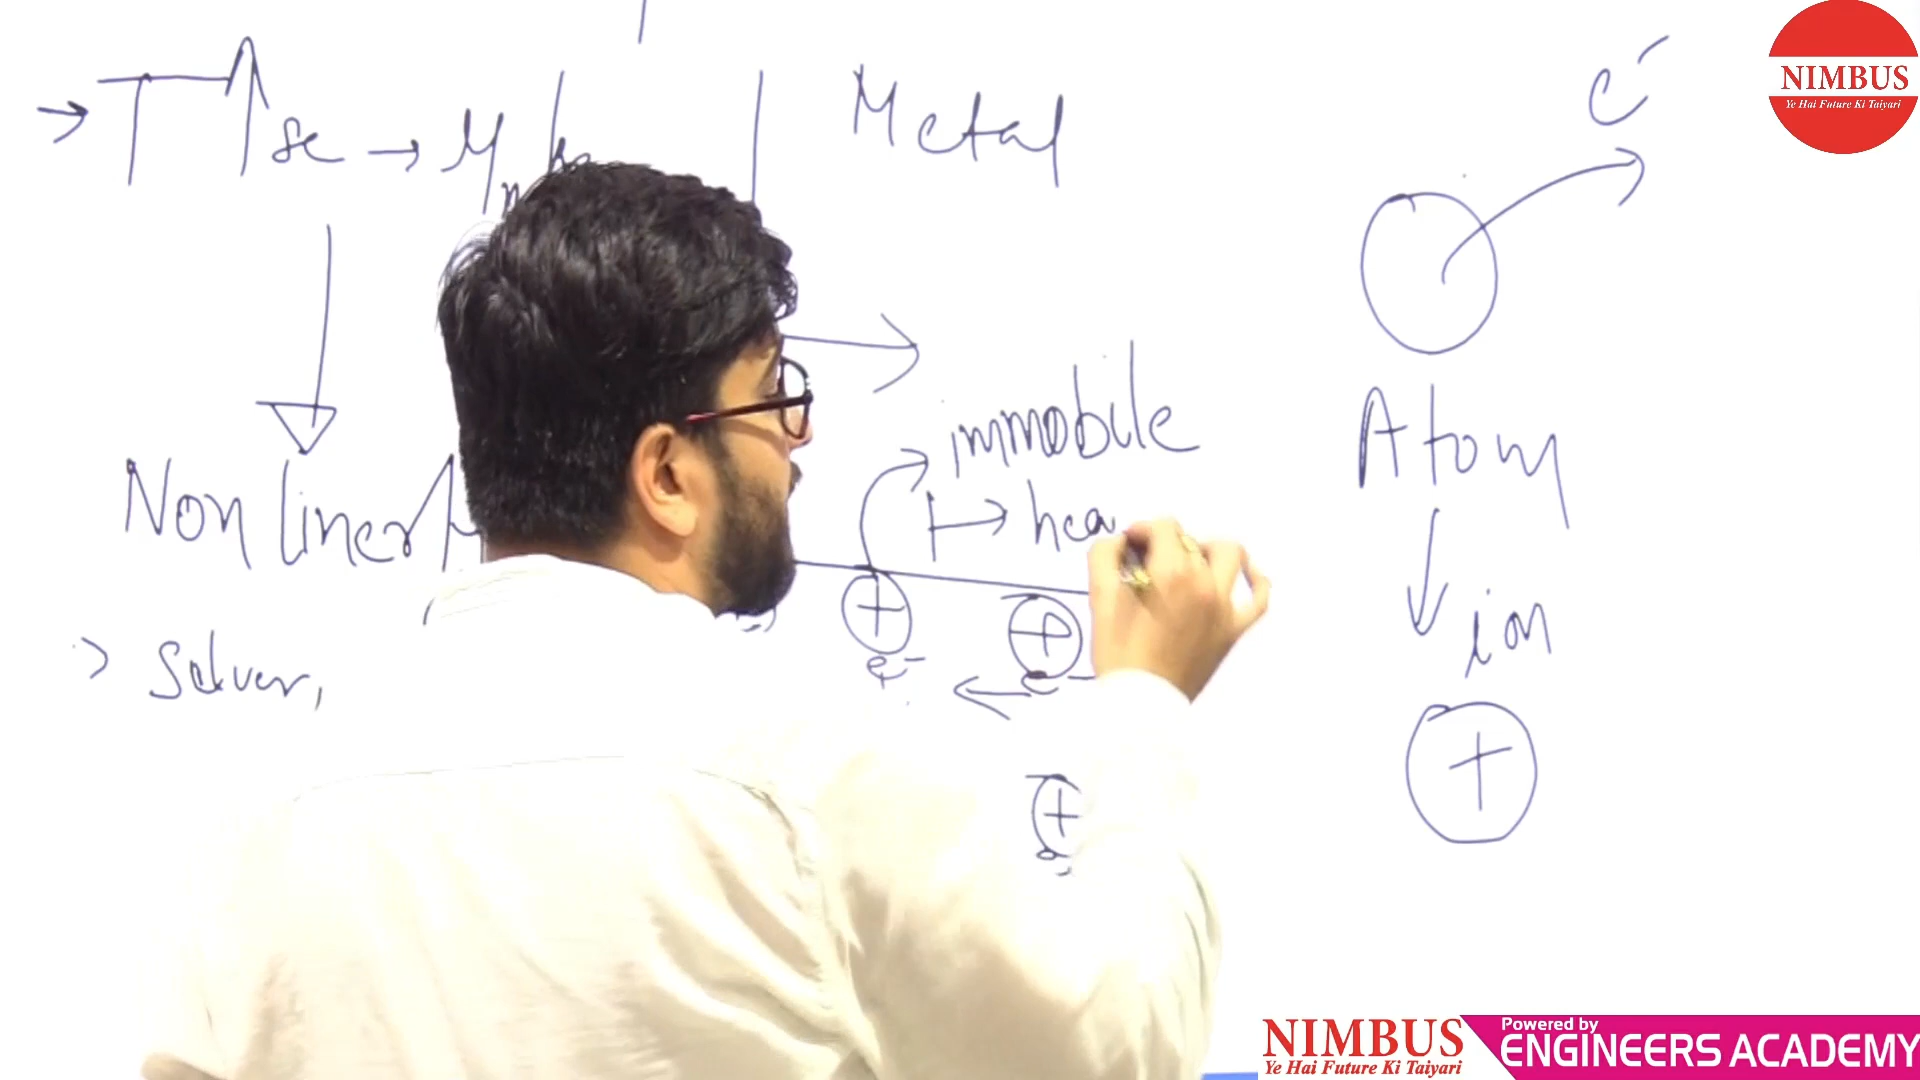 → T↑ se → M
Metal
e⁻
immobile
↦ hea
Non liner
Atom
+ +
ion
e⁻ e⁻
Selver,
+
+
NIMBUS
Ye Hai Future Ki Taiyari
NIMBUS
Ye Hai Future Ki Taiyari
Powered by
ENGINEERS ACADEMY